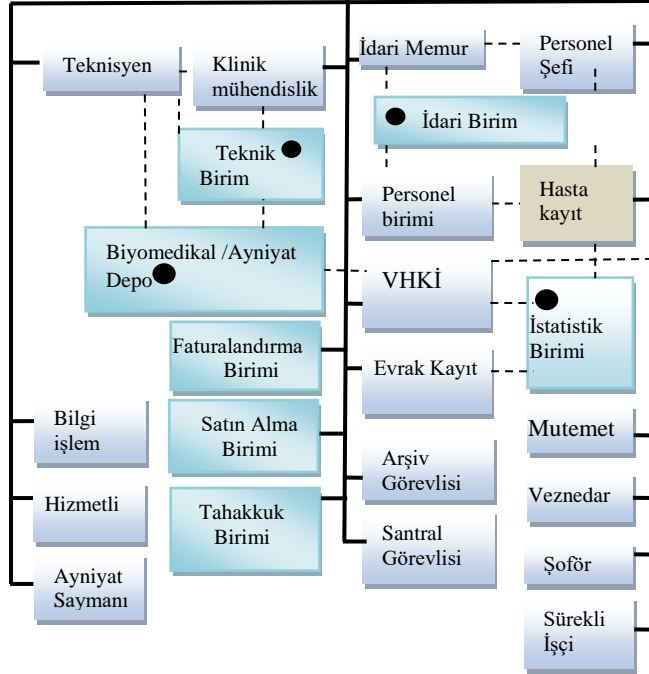 Teknisyen
Klinik
mühendislik
İdari Memur
Personel
Şefi
İdari Birim
Teknik
Birim
Personel
birimi
Hasta
kayıt
Biyomedikal /Ayniyat
Depo
VHKİ
İstatistik
Birimi
Faturalandırma
Birimi
Evrak Kayıt
Bilgi
işlem
Satın Alma
Birimi
Mutemet
Arşiv
Görevlisi
Veznedar
Hizmetli
Tahakkuk
Birimi
Santral
Görevlisi
Şoför
Ayniyat
Saymanı
Sürekli
İşçi